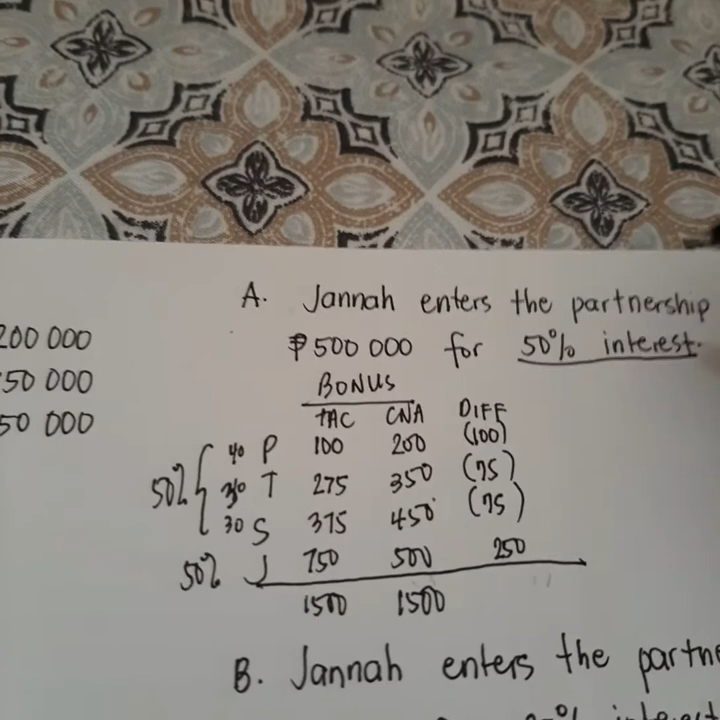 A. Jannah enters the partnership
200 000
₱500 000 for 50% interest.
50 000
BONUS
TAC CNA DIFF
50 000
40 P 100 200 (100)
50% 30 T 275 350 (75)
30 S 375 450 (75)
50% J 750 500 250
1500 1500
B. Jannah enters the partne